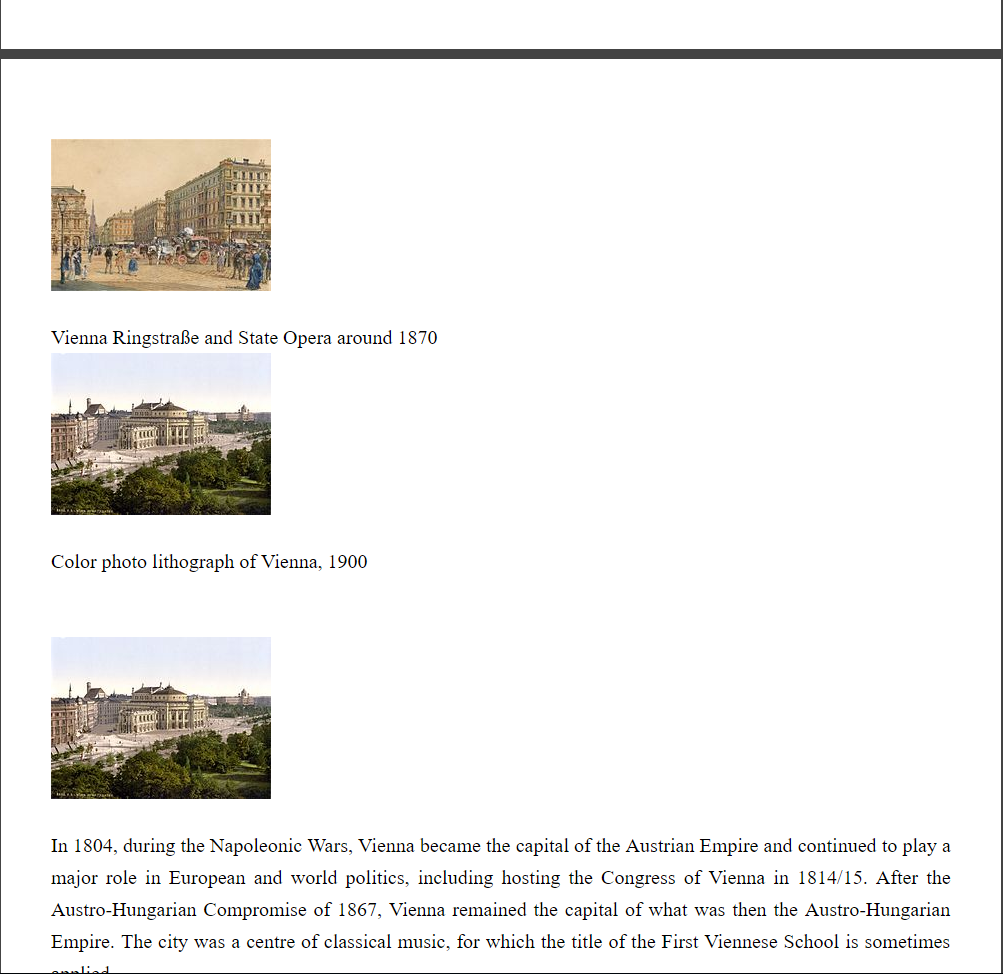 Vienna Ringstraße and State Opera around 1870
Color photo lithograph of Vienna, 1900
In 1804, during the Napoleonic Wars, Vienna became the capital of the Austrian Empire and continued to play a
major role in European and world politics, including hosting the Congress of Vienna in 1814/15. After the
Austro-Hungarian Compromise of 1867, Vienna remained the capital of what was then the Austro-Hungarian
Empire. The city was a centre of classical music, for which the title of the First Viennese School is sometimes
applied.